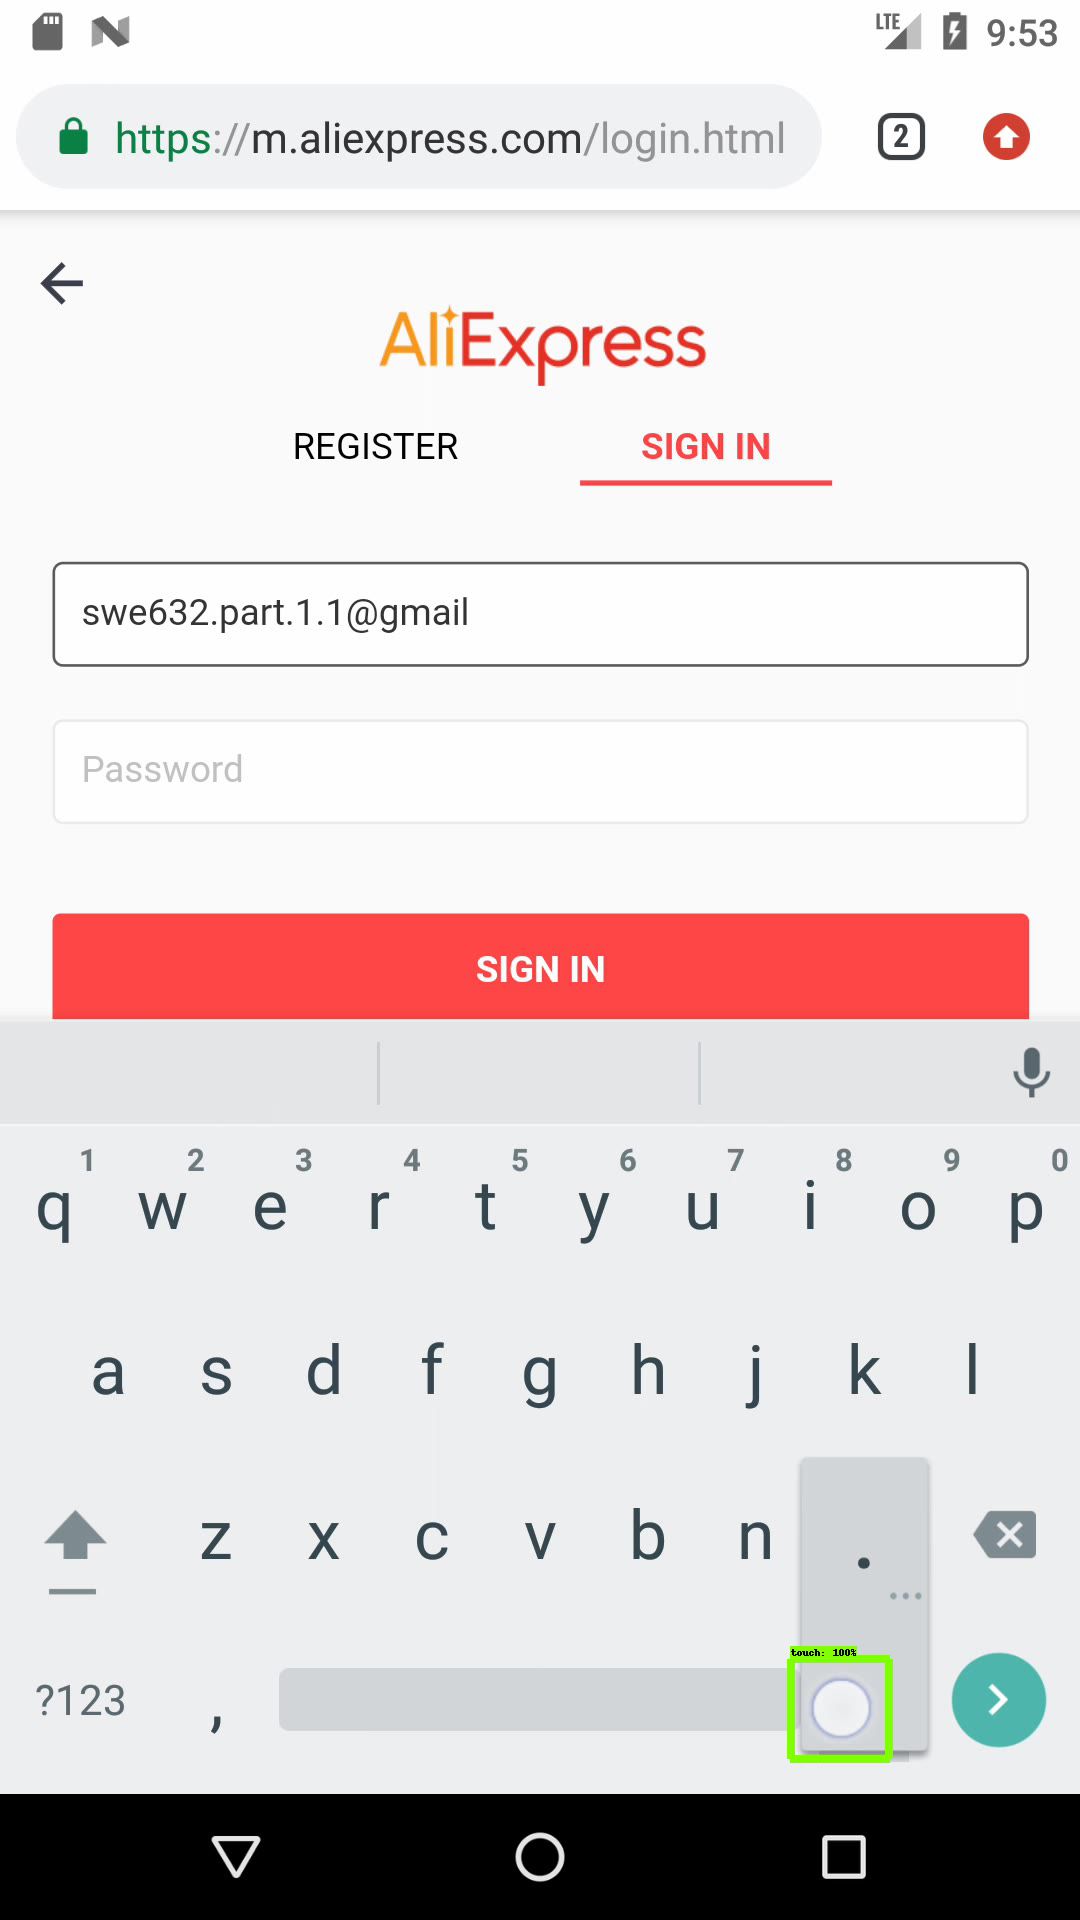 LTE 9:53
https://m.aliexpress.com/login.html 2
AliExpress
REGISTER SIGN IN
swe632.part.1.1@gmail
Password
SIGN IN
1 2 3 4 5 6 7 8 9 0
q w e r t y u i o p
a s d f g h j k l
z x c v b n .
...
touch: 100%
?123 ,